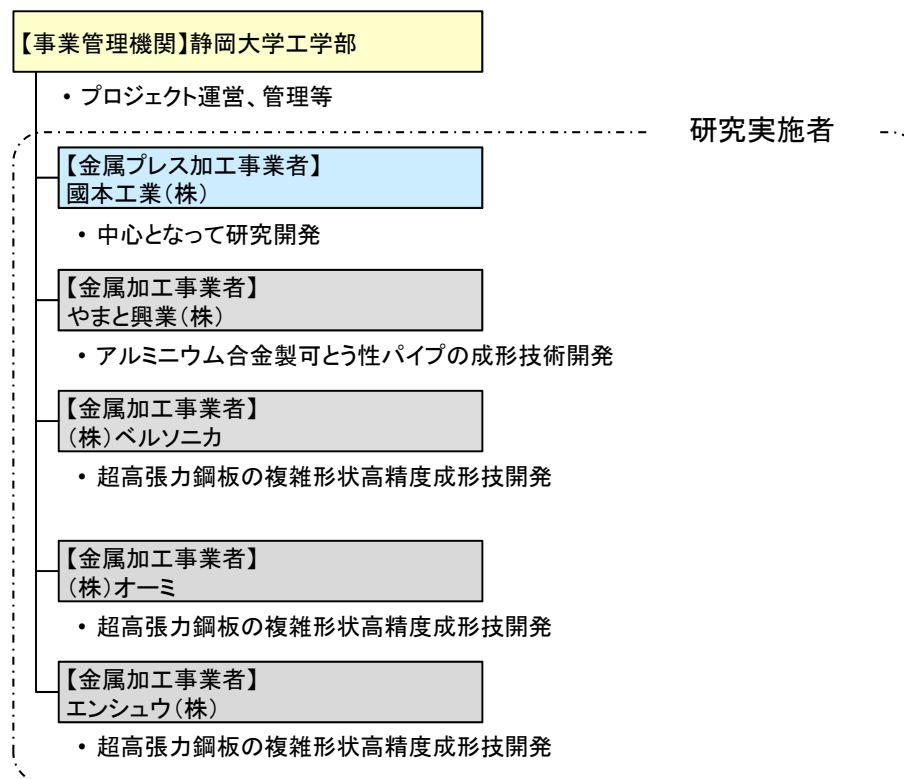 【事業管理機関】静岡大学工学部
・プロジェクト運営、管理等
研究実施者
【金属プレス加工事業者】
國本工業(株)
・中心となって研究開発
【金属加工事業者】
やまと興業(株)
・アルミニウム合金製可とう性パイプの成形技術開発
【金属加工事業者】
(株)ベルソニカ
・超高張力鋼板の複雑形状高精度成形技開発
【金属加工事業者】
(株)オーミ
・超高張力鋼板の複雑形状高精度成形技開発
【金属加工事業者】
エンシュウ(株)
・超高張力鋼板の複雑形状高精度成形技開発